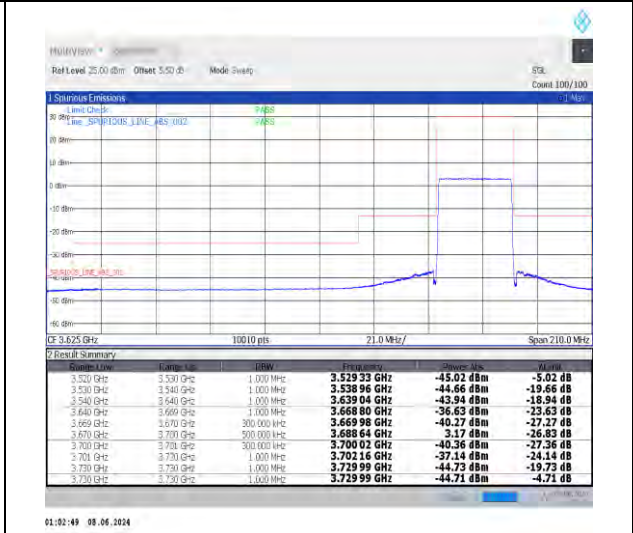 MultiView
Ref Level 25.00 dBm Offset 5.50 dB Mode Sweep SGL
Count 100/100
1 Spurious Emissions
Limit Check PASS
Line _SPURIOUS_LINE_ABS_002 PASS
30 dBm
20 dBm
10 dBm
0 dBm
-10 dBm
-20 dBm
-30 dBm
-50 dBm
-60 dBm
CF 3.625 GHz 10010 pts 21.0 MHz/ Span 210.0 MHz
2 Result Summary
Range Low Range Up RBW Frequency Power Abs ΔLimit
3.520 GHz 3.530 GHz 1.000 MHz 3.529 33 GHz -45.02 dBm -5.02 dB
3.530 GHz 3.540 GHz 1.000 MHz 3.538 96 GHz -44.66 dBm -19.66 dB
3.540 GHz 3.640 GHz 1.000 MHz 3.639 04 GHz -43.94 dBm -18.94 dB
3.640 GHz 3.669 GHz 1.000 MHz 3.668 80 GHz -36.63 dBm -23.63 dB
3.669 GHz 3.670 GHz 300.000 kHz 3.669 98 GHz -40.27 dBm -27.27 dB
3.670 GHz 3.700 GHz 500.000 kHz 3.688 64 GHz 3.17 dBm -26.83 dB
3.700 GHz 3.701 GHz 300.000 kHz 3.700 02 GHz -40.36 dBm -27.36 dB
3.701 GHz 3.730 GHz 1.000 MHz 3.702 16 GHz -37.14 dBm -24.14 dB
3.730 GHz 3.730 GHz 1.000 MHz 3.729 99 GHz -44.73 dBm -19.73 dB
3.730 GHz 3.730 GHz 1.000 MHz 3.729 99 GHz -44.71 dBm -4.71 dB
01:02:49 08.06.2024